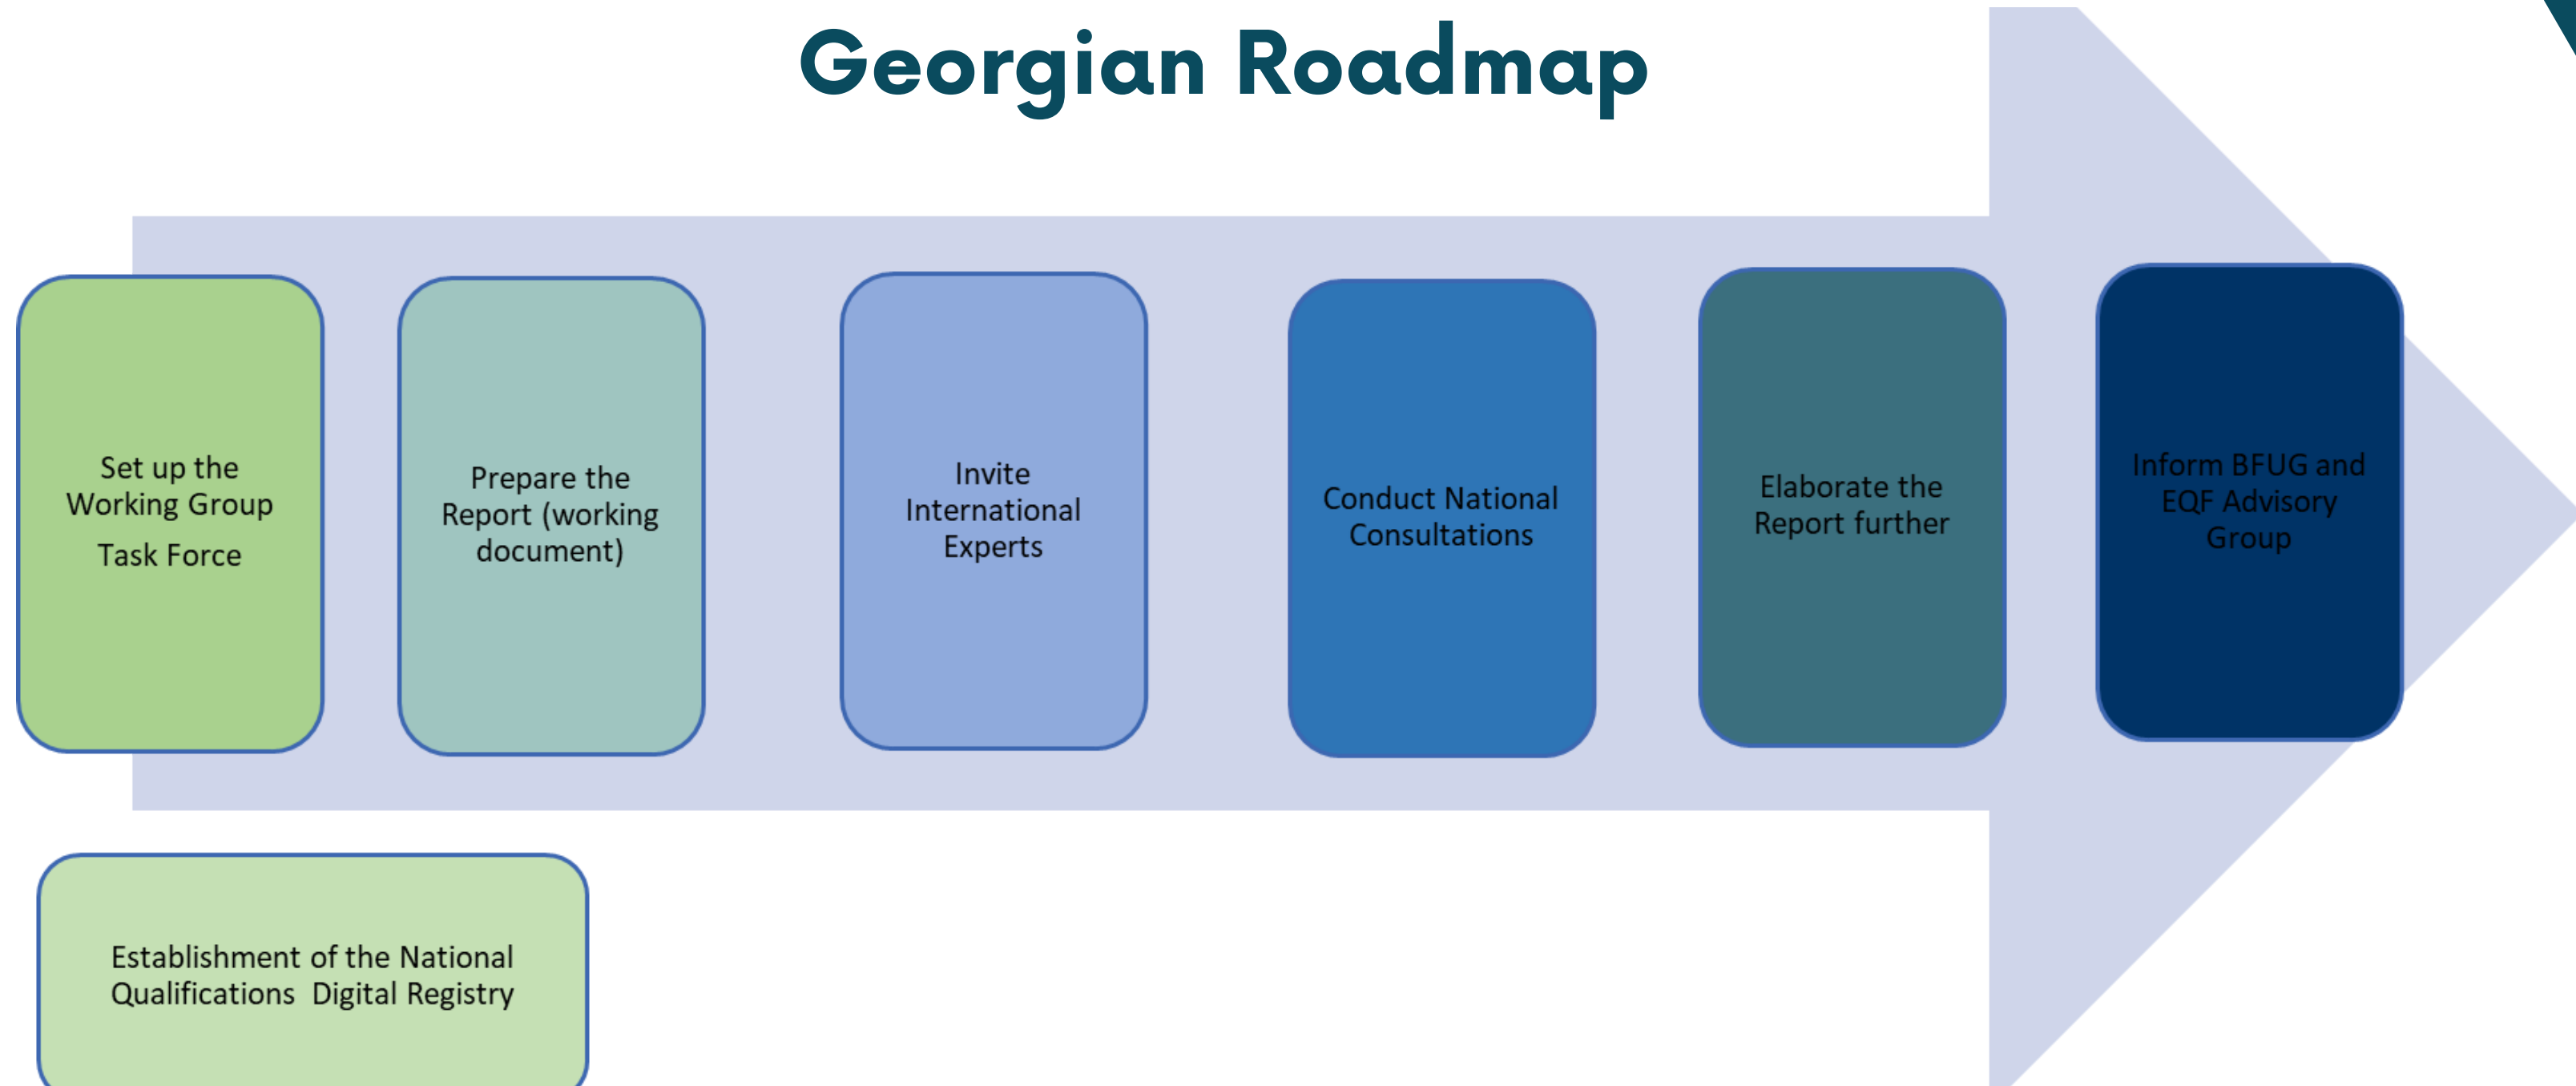 Georgian Roadmap
Set up the
Working Group
Task Force
Prepare the
Report (working
document)
Invite
International
Experts
Conduct National
Consultations
Elaborate the
Report further
Inform BFUG and
EQF Advisory
Group
Establishment of the National
Qualifications  Digital Registry